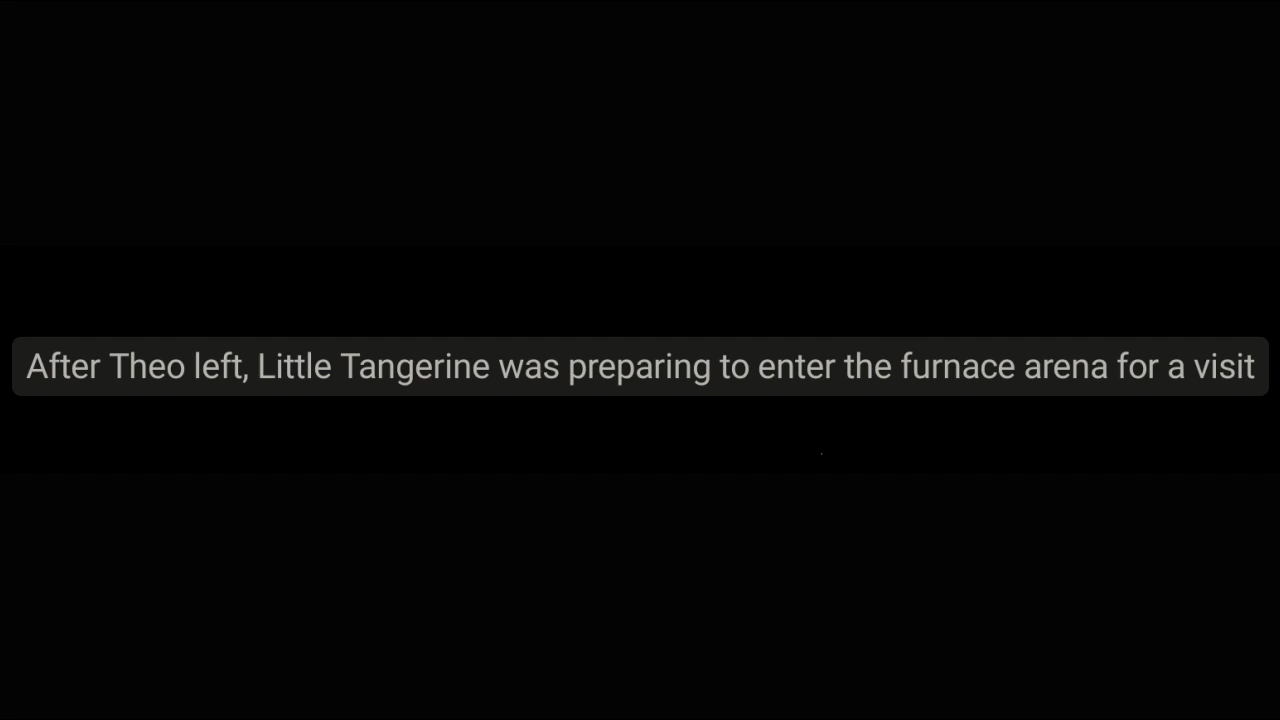 After Theo left, Little Tangerine was preparing to enter the furnace arena for a visit